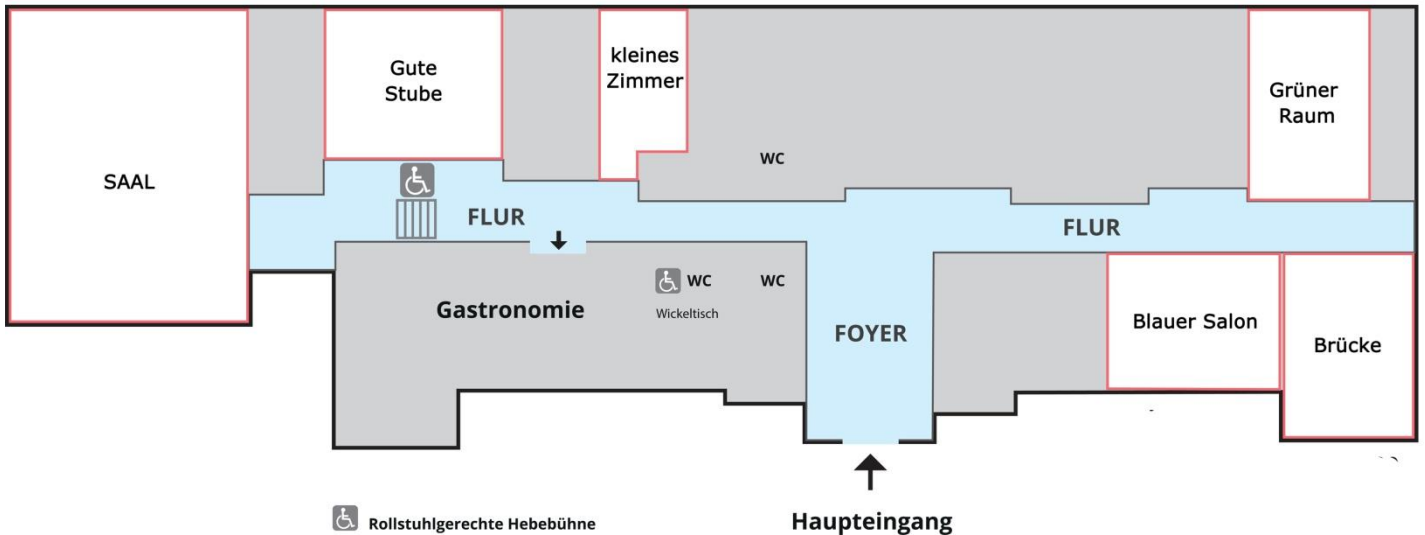 SAAL
Gute
Stube
kleines
Zimmer
WC
Grüner
Raum
FLUR
FLUR
Gastronomie
WC
WC
Wickeltisch
FOYER
Blauer Salon
Brücke
Rollstuhlgerechte Hebebühne
Haupteingang